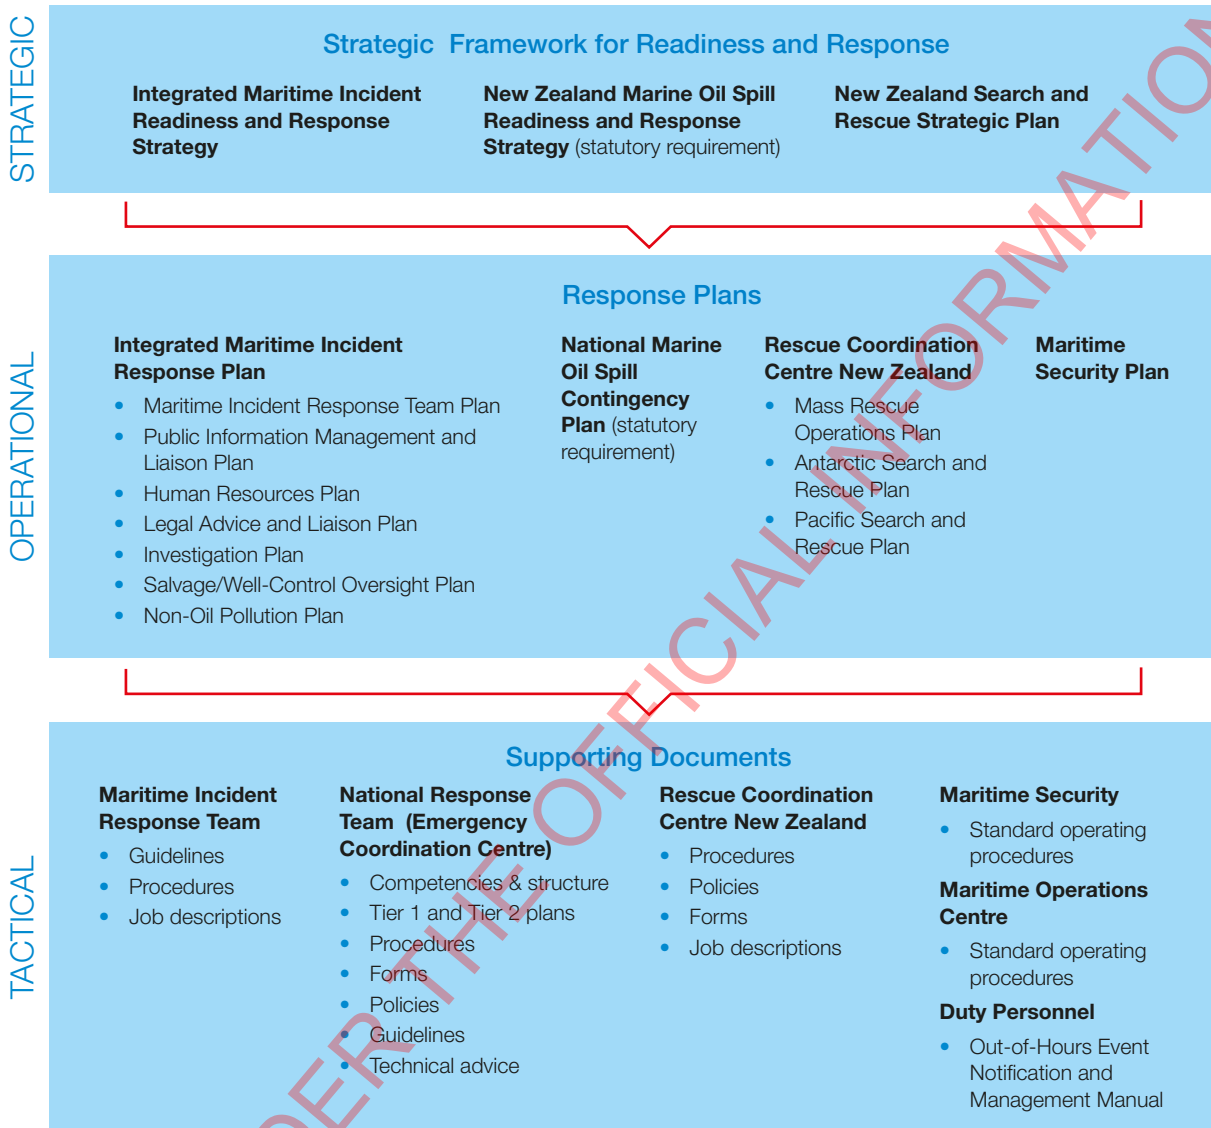 STRATEGIC
Strategic Framework for Readiness and Response
Integrated Maritime Incident
Readiness and Response
Strategy
New Zealand Marine Oil Spill
Readiness and Response
Strategy (statutory requirement)
New Zealand Search and
Rescue Strategic Plan
OPERATIONAL
Response Plans
Integrated Maritime Incident
Response Plan
• Maritime Incident Response Team Plan
• Public Information Management and
Liaison Plan
• Human Resources Plan
• Legal Advice and Liaison Plan
• Investigation Plan
• Salvage/Well-Control Oversight Plan
• Non-Oil Pollution Plan
National Marine
Oil Spill
Contingency
Plan (statutory
requirement)
Rescue Coordination
Centre New Zealand
• Mass Rescue
Operations Plan
• Antarctic Search and
Rescue Plan
• Pacific Search and
Rescue Plan
Maritime
Security Plan
TACTICAL
Supporting Documents
Maritime Incident
Response Team
• Guidelines
• Procedures
• Job descriptions
National Response
Team (Emergency
Coordination Centre)
• Competencies & structure
• Tier 1 and Tier 2 plans
• Procedures
• Forms
• Policies
• Guidelines
• Technical advice
Rescue Coordination
Centre New Zealand
• Procedures
• Policies
• Forms
• Job descriptions
Maritime Security
• Standard operating
procedures
Maritime Operations
Centre
• Standard operating
procedures
Duty Personnel
• Out-of-Hours Event
Notification and
Management Manual
DER THE OFFICIAL INFORMATION